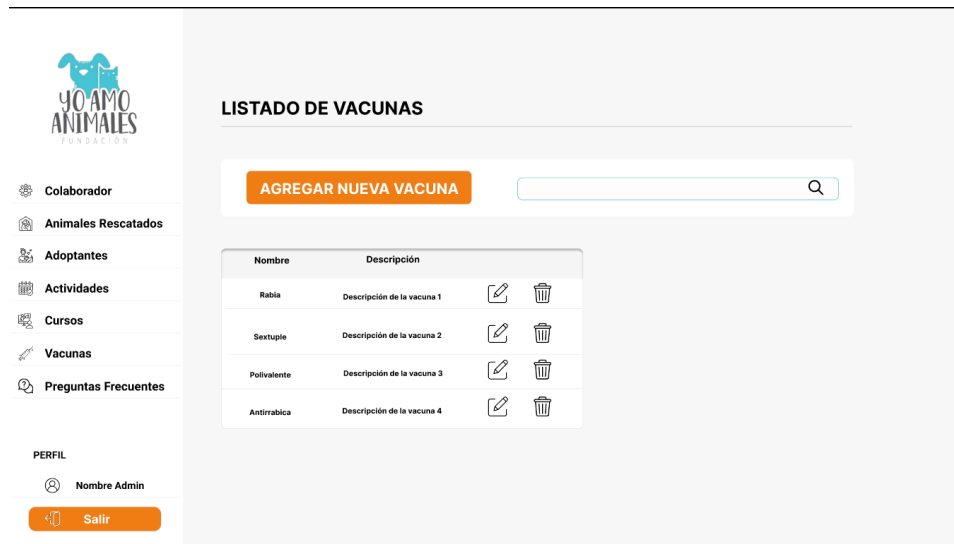 YO AMO
ANIMALES
FUNDACIÓN
Colaborador
Animales Rescatados
Adoptantes
Actividades
Cursos
Vacunas
Preguntas Frecuentes
PERFIL
Nombre Admin
Salir
LISTADO DE VACUNAS
AGREGAR NUEVA VACUNA
Nombre Descripción
Rabia Descripción de la vacuna 1
Sextuple Descripción de la vacuna 2
Polivalente Descripción de la vacuna 3
Antirrabica Descripción de la vacuna 4